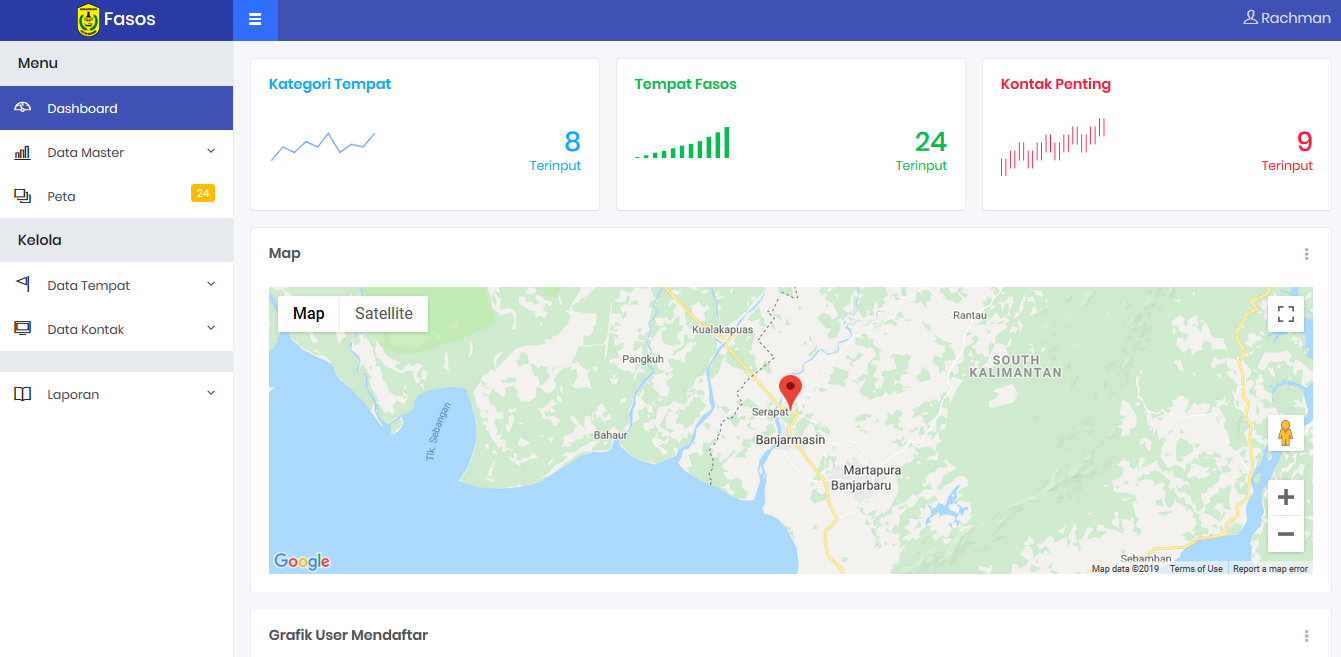 Fasos
Rachman
Menu
Dashboard
Data Master
Peta 24
Kelola
Data Tempat
Data Kontak
Laporan
Kategori Tempat
8
Terinput
Tempat Fasos
24
Terinput
Kontak Penting
9
Terinput
Map
Map Satellite
Rantau
Kualakapuas
Pangkuh
SOUTH
KALIMANTAN
Serapat
Tlk. Sebangan
Bahaur
Banjarmasin
Martapura
Banjarbaru
Sebamban
Google
Map data ©2019 Terms of Use Report a map error
Grafik User Mendaftar